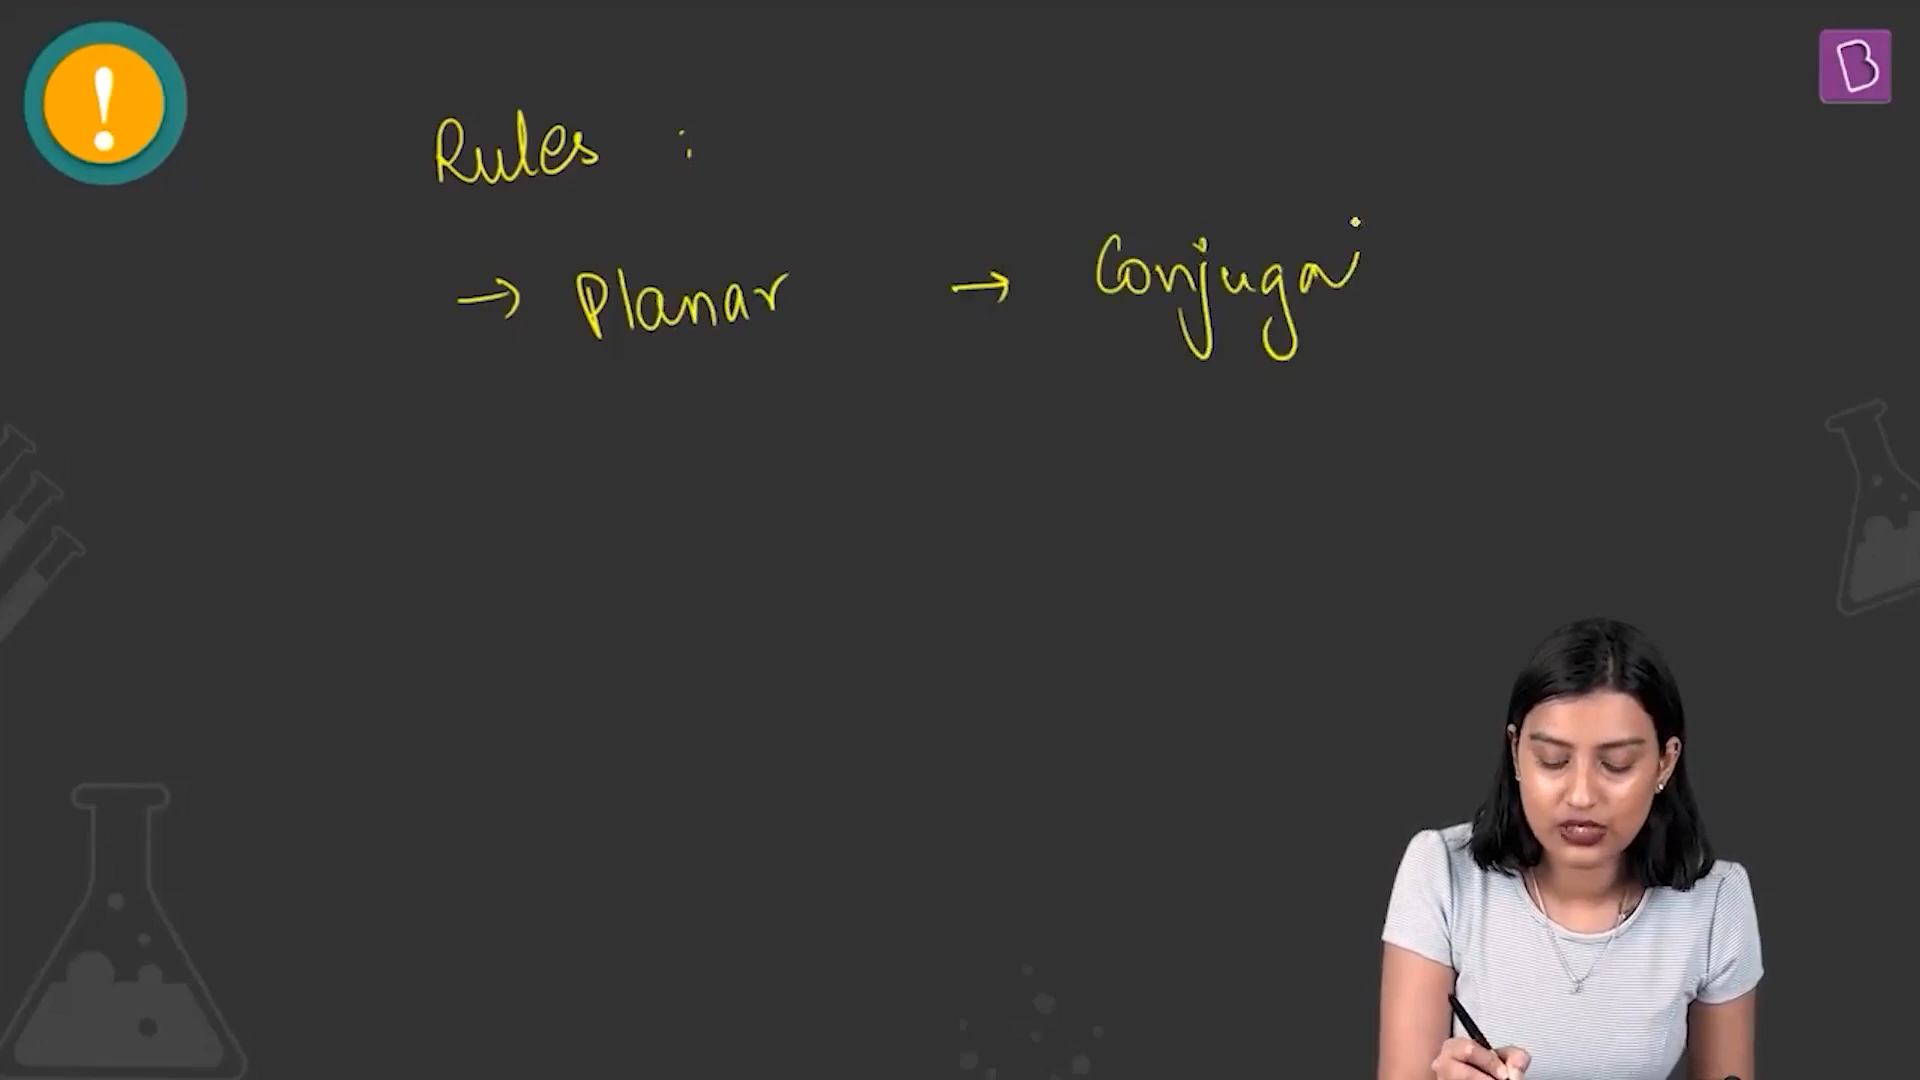 Rules :
→ Planar → Conjuga